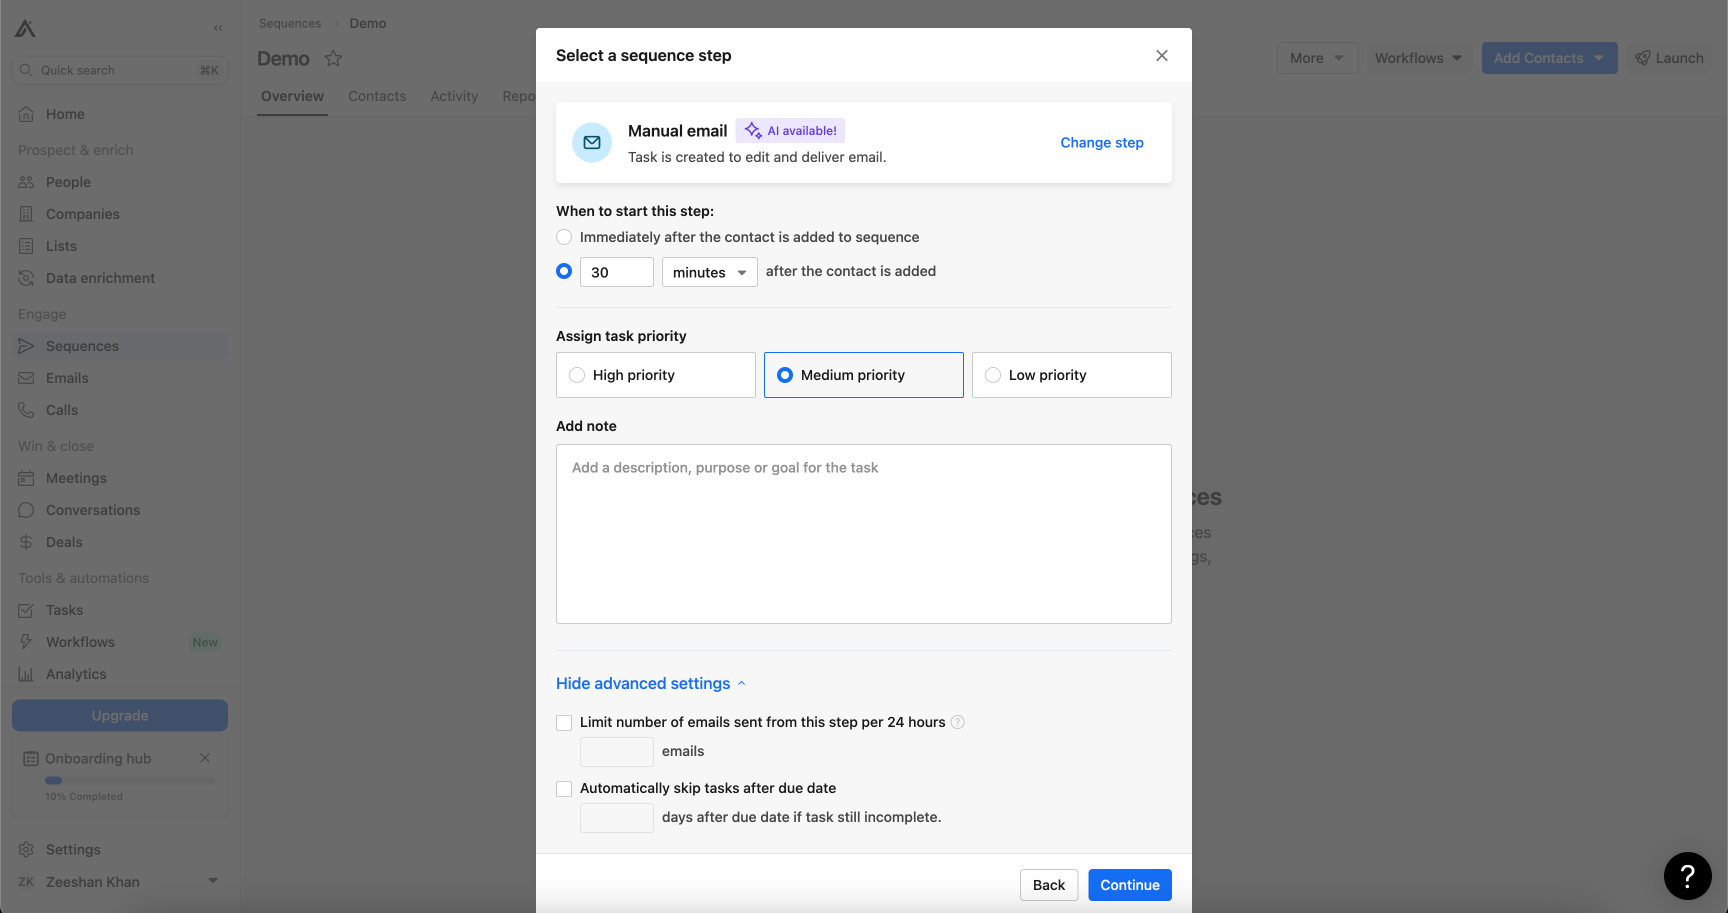 Sequences > Demo
Quick search ⌘K
Demo
More
Workflows
Add Contacts
Launch
Overview Contacts Activity Repo
Home
Prospect & enrich
People
Companies
Lists
Data enrichment
Engage
Sequences
Emails
Calls
Win & close
Meetings
Conversations
Deals
Tools & automations
Tasks
Workflows New
Analytics
Upgrade
Onboarding hub
10% Completed
Settings
ZK Zeeshan Khan
Select a sequence step
Manual email AI available!
Task is created to edit and deliver email.
Change step
When to start this step:
Immediately after the contact is added to sequence
30 minutes after the contact is added
Assign task priority
High priority Medium priority Low priority
Add note
Add a description, purpose or goal for the task
Hide advanced settings
Limit number of emails sent from this step per 24 hours ?
emails
Automatically skip tasks after due date
days after due date if task still incomplete.
Back Continue
?